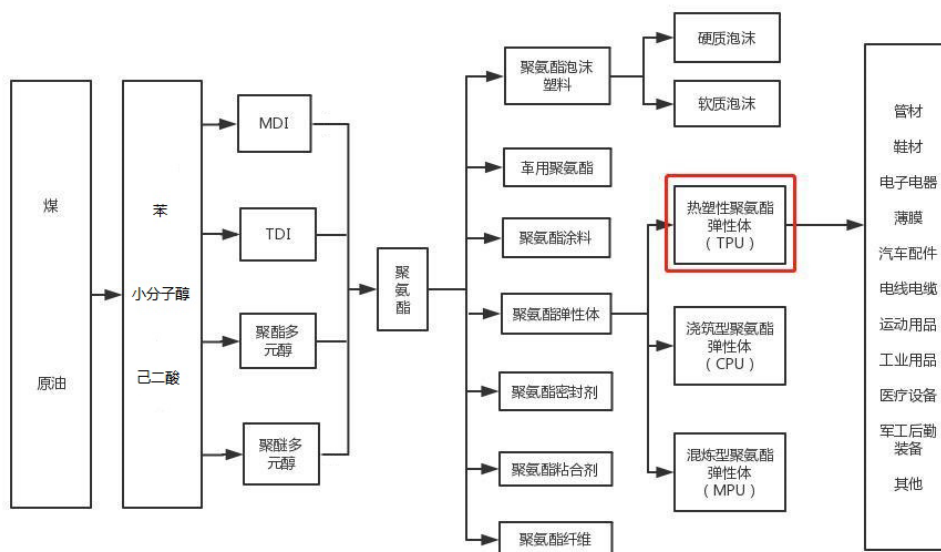 煤
原油
苯
小分子醇
己二酸
MDI
TDI
聚酯多
元醇
聚醚多
元醇
聚
氨
酯
聚氨酯泡沫
塑料
革用聚氨酯
聚氨酯涂料
聚氨酯弹性体
聚氨酯密封剂
聚氨酯粘合剂
聚氨酯纤维
硬质泡沫
软质泡沫
热塑性聚氨酯
弹性体
（TPU）
浇筑型聚氨酯
弹性体
（CPU）
混炼型聚氨酯
弹性体
（MPU）
管材
鞋材
电子电器
薄膜
汽车配件
电线电缆
运动用品
工业用品
医疗设备
军工后勤
装备
其他